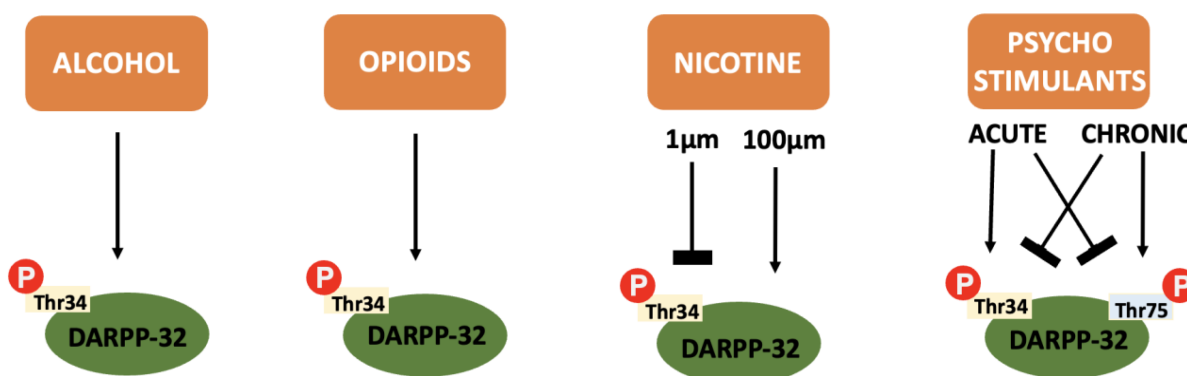 ALCOHOL
OPIOIDS
NICOTINE
PSYCHO
STIMULANTS
1μm 100μm
ACUTE CHRONIC
P
Thr34
DARPP-32
P
Thr34
DARPP-32
P
Thr34
DARPP-32
P
Thr34
P
Thr75
DARPP-32